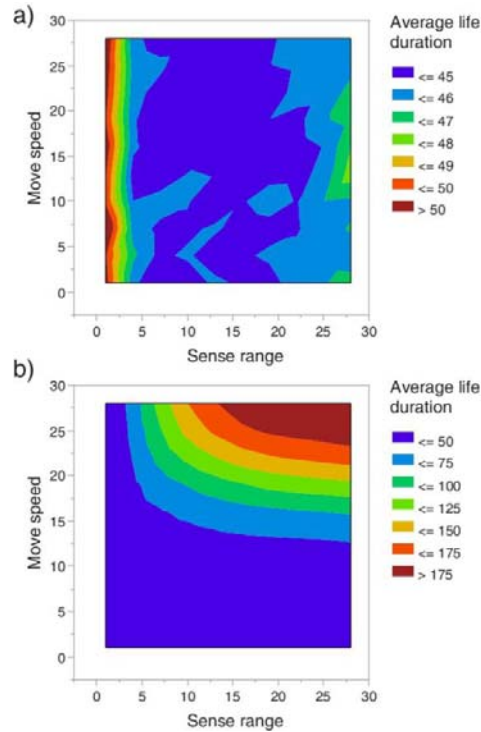 a)
Average life
duration
<= 45
<= 46
<= 47
<= 48
<= 49
<= 50
> 50
Move speed
30
25
20
15
10
5
0
0 5 10 15 20 25 30
Sense range
b)
Average life
duration
<= 50
<= 75
<= 100
<= 125
<= 150
<= 175
> 175
Move speed
30
25
20
15
10
5
0
0 5 10 15 20 25 30
Sense range